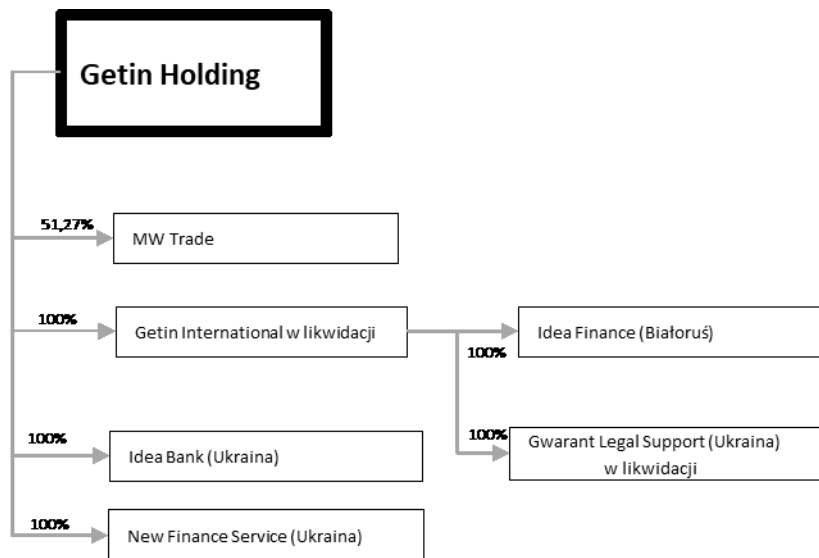 Getin Holding
51,27%
MW Trade
100%
Getin International w likwidacji
100%
Idea Finance (Białoruś)
100%
Idea Bank (Ukraina)
100%
Gwarant Legal Support (Ukraina)
w likwidacji
100%
New Finance Service (Ukraina)